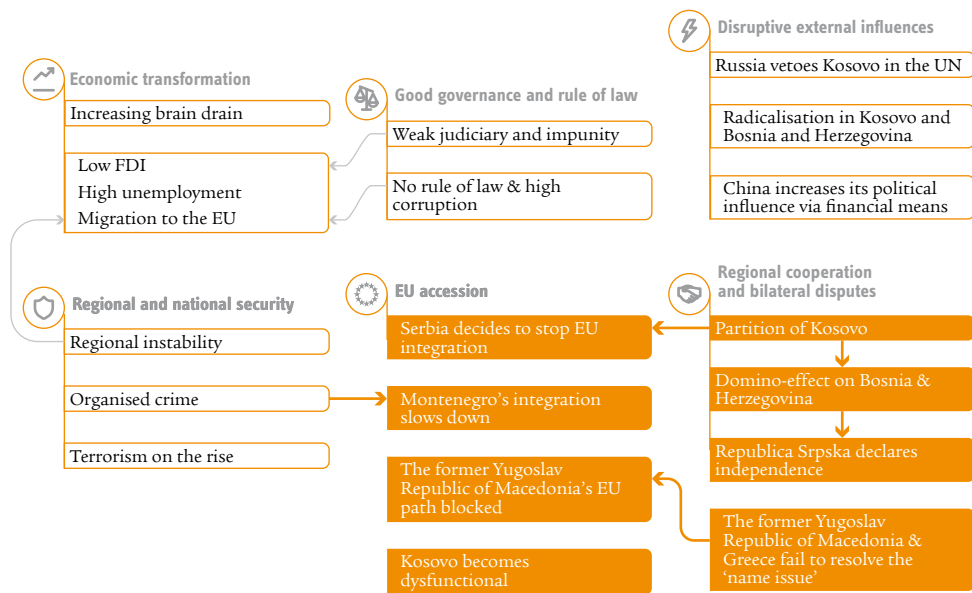 Economic transformation
Increasing brain drain
Low FDI
High unemployment
Migration to the EU
Good governance and rule of law
Weak judiciary and impunity
No rule of law & high
corruption
Disruptive external influences
Russia vetoes Kosovo in the UN
Radicalisation in Kosovo and
Bosnia and Herzegovina
China increases its political
influence via financial means
Regional and national security
Regional instability
Organised crime
Terrorism on the rise
EU accession
Serbia decides to stop EU
integration
Montenegro's integration
slows down
The former Yugoslav
Republic of Macedonia's EU
path blocked
Kosovo becomes
dysfunctional
Regional cooperation
and bilateral disputes
Partition of Kosovo
Domino-effect on Bosnia &
Herzegovina
Republica Srpska declares
independence
The former Yugoslav
Republic of Macedonia &
Greece fail to resolve the
‘name issue’